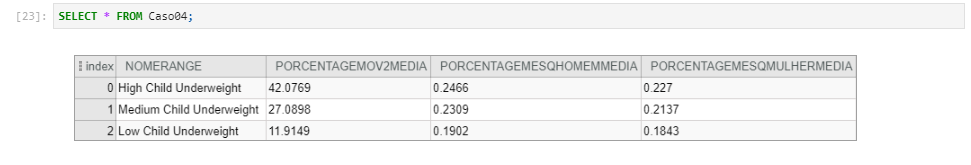 [23]: SELECT * FROM Caso04;
index NOMERANGE PORCENTAGEMOV2MEDIA PORCENTAGEMESQHOMEMMEDIA PORCENTAGEMESQMULHERMEDIA
0 High Child Underweight 42.0769 0.2466 0.227
1 Medium Child Underweight 27.0898 0.2309 0.2137
2 Low Child Underweight 11.9149 0.1902 0.1843